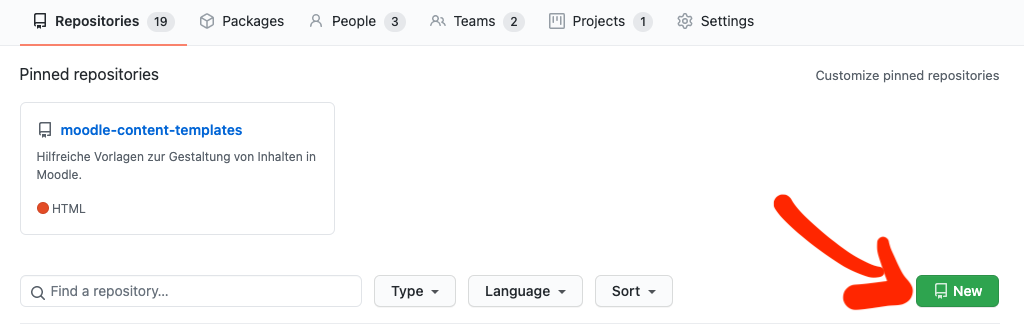 Repositories 19 Packages People 3 Teams 2 Projects 1 Settings
Pinned repositories Customize pinned repositories
moodle-content-templates
Hilfreiche Vorlagen zur Gestaltung von Inhalten in
Moodle.
HTML
Find a repository... Type Language Sort New